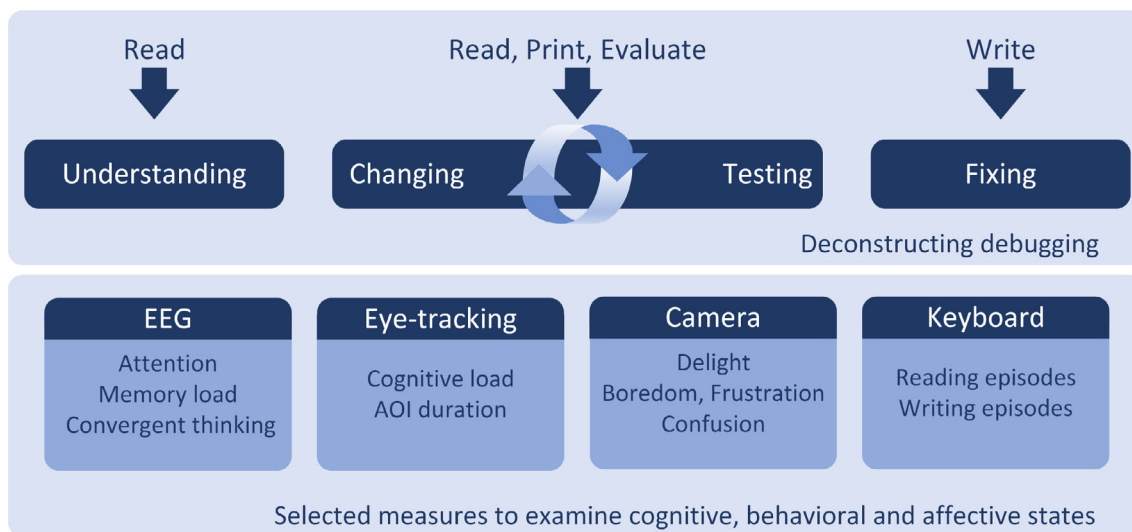 Read
Read, Print, Evaluate
Write
Understanding
Changing
Testing
Fixing
Deconstructing debugging
EEG
Attention
Memory load
Convergent thinking
Eye-tracking
Cognitive load
AOI duration
Camera
Delight
Boredom, Frustration
Confusion
Keyboard
Reading episodes
Writing episodes
Selected measures to examine cognitive, behavioral and affective states